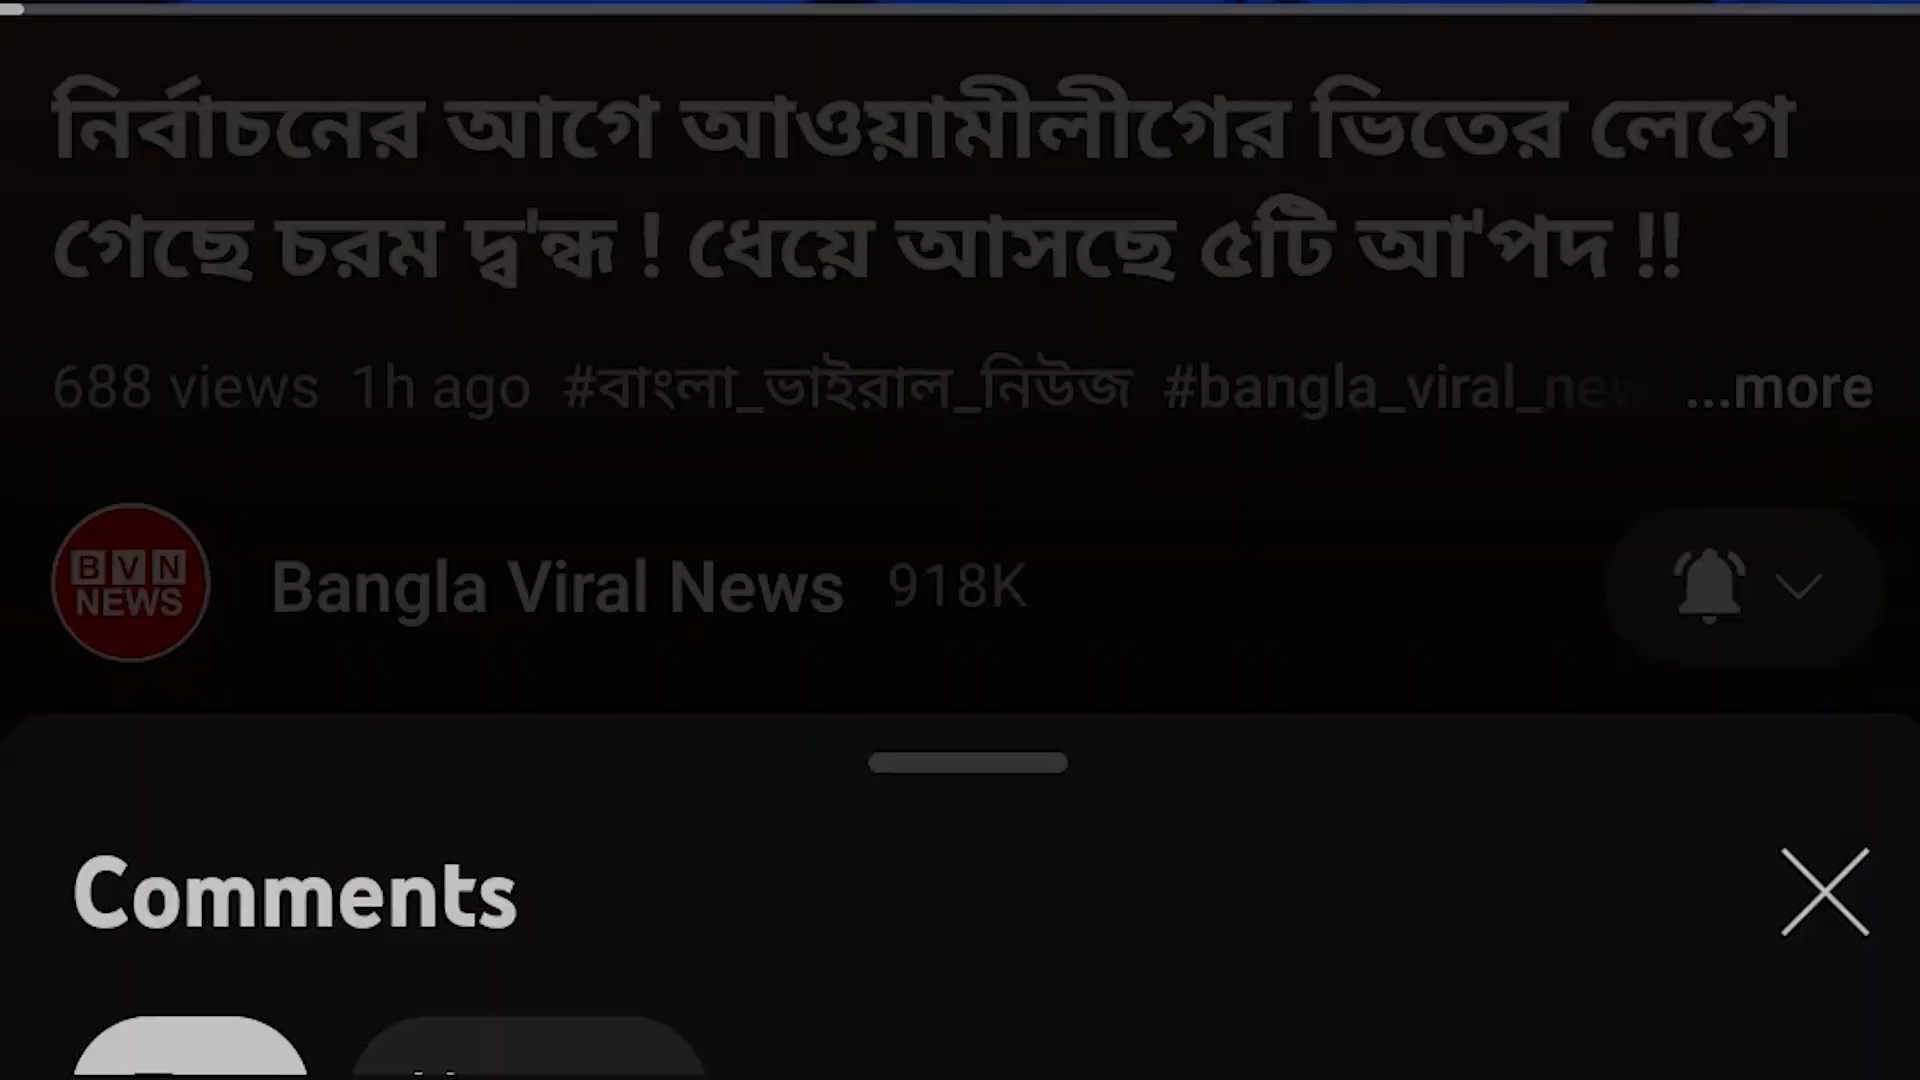 নির্বাচনের আগে আওয়ামীলীগের ভিতের লেগে
গেছে চরম দ্ব'ন্ধ ! ধেয়ে আসছে ৫টি আ'পদ !!
688 views 1h ago #বাংলা_ভাইরাল_নিউজ #bangla_viral_new ...more
BVN
NEWS
Bangla Viral News 918K
Comments